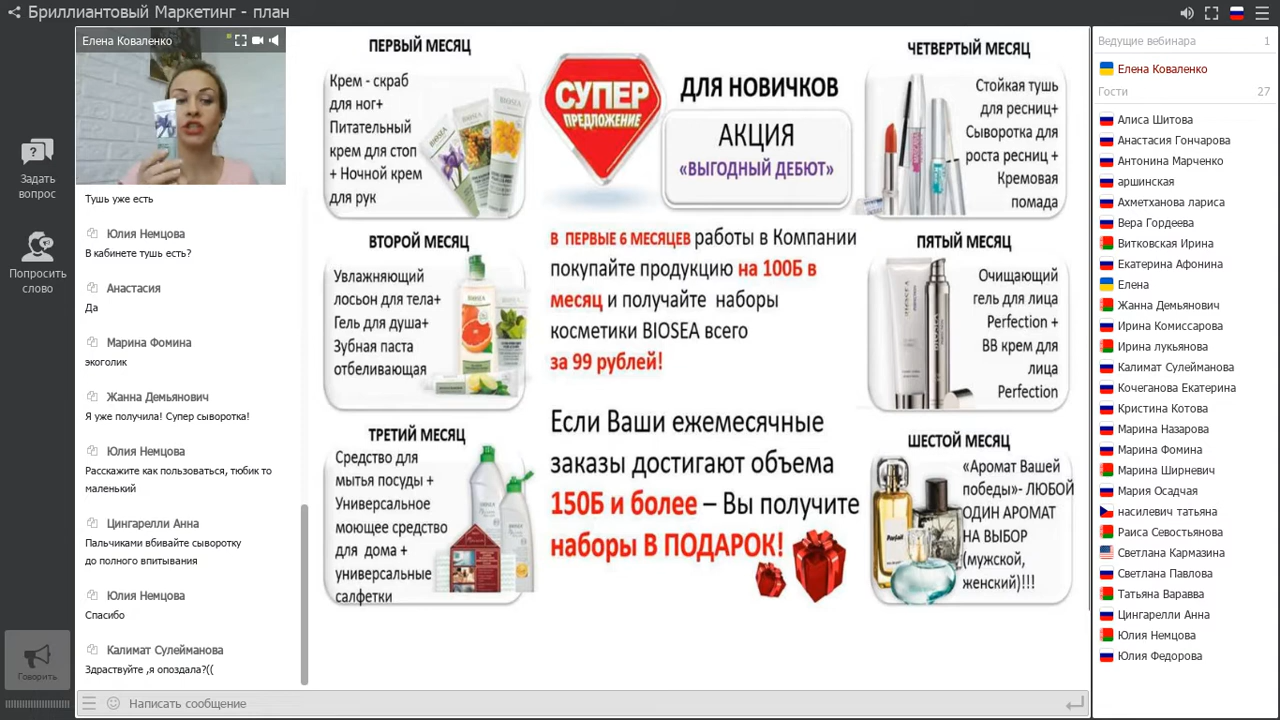 Бриллиантовый Маркетинг - план
Задать
вопрос
Попросить
слово
Говорить
Елена Коваленко
Тушь уже есть
Юлия Немцова
В кабинете тушь есть?
Анастасия
Да
Марина Фомина
экоголик
Жанна Демьянович
Я уже получила! Супер сыворотка!
Юлия Немцова
Расскажите как пользоваться, тюбик то
маленький
Цингарелли Анна
Пальчиками вбивайте сыворотку
до полного впитывания
Юлия Немцова
Спасибо
Калимат Сулейманова
Здраствуйте ,я опоздала?((
Написать сообщение
ПЕРВЫЙ МЕСЯЦ
Крем - скраб
для ног+
Питательный
крем для стоп
+ Ночной крем
для рук
BIOSEA
BIOSEA
BIOSEA
ВТОРОЙ МЕСЯЦ
Увлажняющий
лосьон для тела+
Гель для душа+
Зубная паста
отбеливающая
BIOSEA
BIOSEA
ТРЕТИЙ МЕСЯЦ
Средство для
мытья посуды +
Универсальное
моющее средство
для дома +
универсальные
салфетки
СУПЕР
ПРЕДЛОЖЕНИЕ
ДЛЯ НОВИЧКОВ
АКЦИЯ
«ВЫГОДНЫЙ ДЕБЮТ»
В ПЕРВЫЕ 6 МЕСЯЦЕВ работы в Компании
покупайте продукцию на 100Б в
месяц и получайте наборы
косметики BIOSEA всего
за 99 рублей!
Если Ваши ежемесячные
заказы достигают объема
150Б и более – Вы получите
наборы В ПОДАРОК!
ЧЕТВЕРТЫЙ МЕСЯЦ
Стойкая тушь
для ресниц+
Сыворотка для
роста ресниц +
Кремовая
помада
ПЯТЫЙ МЕСЯЦ
Очищающий
гель для лица
Perfection +
BB крем для
лица
Perfection
BIOSEA
ШЕСТОЙ МЕСЯЦ
«Аромат Вашей
победы»- ЛЮБОЙ
ОДИН АРОМАТ
НА ВЫБОР
(мужской,
женский)!!!
Ведущие вебинара 1
Елена Коваленко
Гости 27
Алиса Шитова
Анастасия Гончарова
Антонина Марченко
аршинская
Ахметханова лариса
Вера Гордеева
Витковская Ирина
Екатерина Афонина
Елена
Жанна Демьянович
Ирина Комиссарова
Ирина лукьянова
Калимат Сулейманова
Кочеганова Екатерина
Кристина Котова
Марина Назарова
Марина Фомина
Марина Ширневич
Мария Осадчая
насилевич татьяна
Раиса Севостьянова
Светлана Кармазина
Светлана Павлова
Татьяна Варавва
Цингарелли Анна
Юлия Немцова
Юлия Федорова